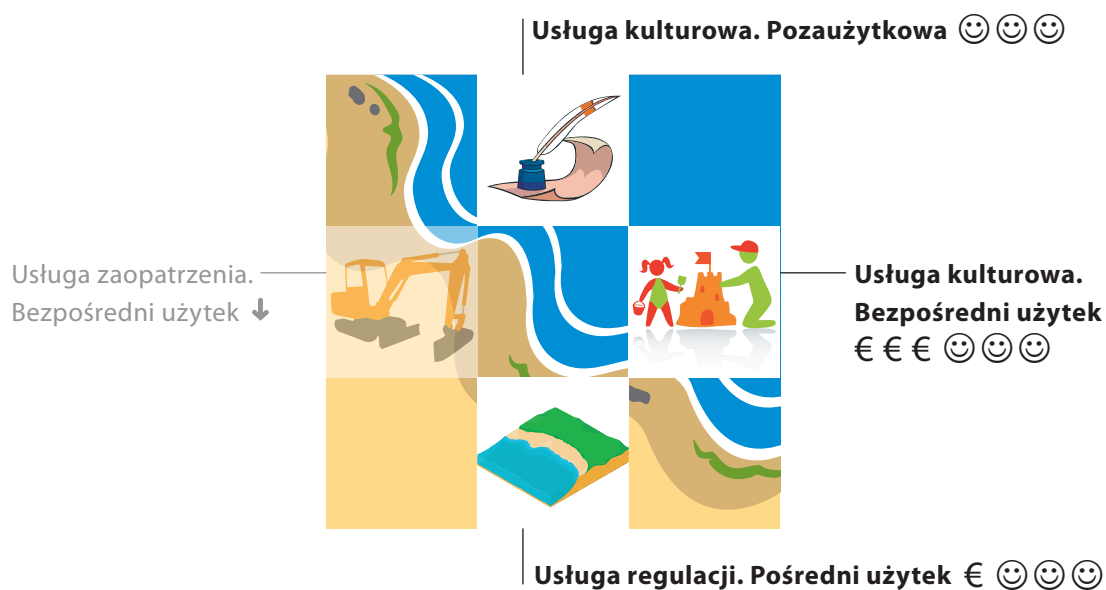 Usługa kulturowa. Pozaużytkowa ☺☺☺
Usługa zaopatrzenia.
Bezpośredni użytek ↓
Usługa kulturowa.
Bezpośredni użytek
€ € € ☺☺☺
Usługa regulacji. Pośredni użytek € ☺☺☺